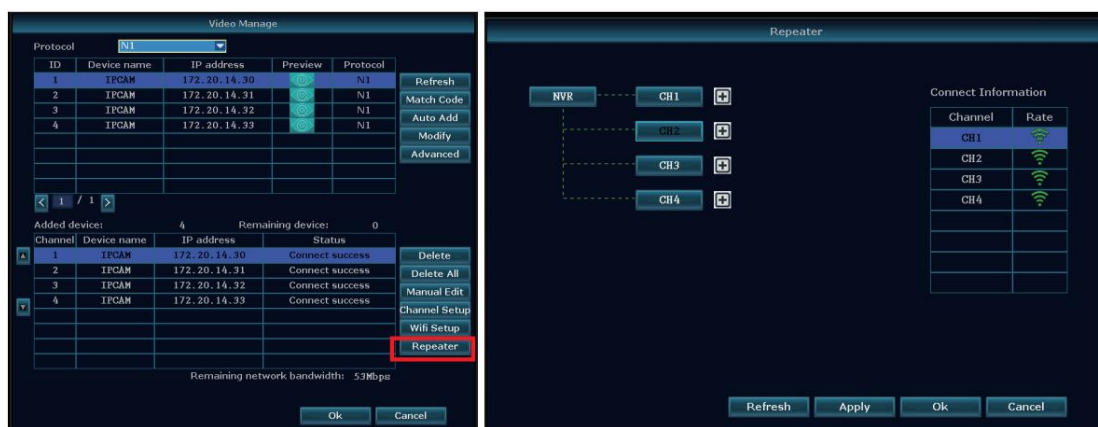 Video Manage
Protocol N1
ID Device name IP address Preview Protocol
1 IPCAM 172.20.14.30 N1 Refresh
2 IPCAM 172.20.14.31 N1 Match Code
3 IPCAM 172.20.14.32 N1 Auto Add
4 IPCAM 172.20.14.33 N1 Modify
Advanced
< 1 / 1 >
Added device: 4 Remaining device: 0
Channel Device name IP address Status
1 IPCAM 172.20.14.30 Connect success Delete
2 IPCAM 172.20.14.31 Connect success Delete All
3 IPCAM 172.20.14.32 Connect success Manual Edit
4 IPCAM 172.20.14.33 Connect success Channel Setup
Wifi Setup
Repeater
Remaining network bandwidth: 53Mbps
Ok Cancel
Repeater
NVR CH1
CH2
CH3
CH4
Connect Information
Channel Rate
CH1
CH2
CH3
CH4
Refresh Apply Ok Cancel